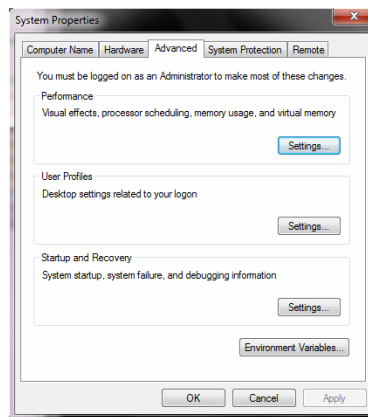 System Properties
Computer Name Hardware Advanced System Protection Remote
You must be logged on as an Administrator to make most of these changes.
Performance
Visual effects, processor scheduling, memory usage, and virtual memory
Settings...
User Profiles
Desktop settings related to your logon
Settings...
Startup and Recovery
System startup, system failure, and debugging information
Settings...
Environment Variables...
OK Cancel Apply